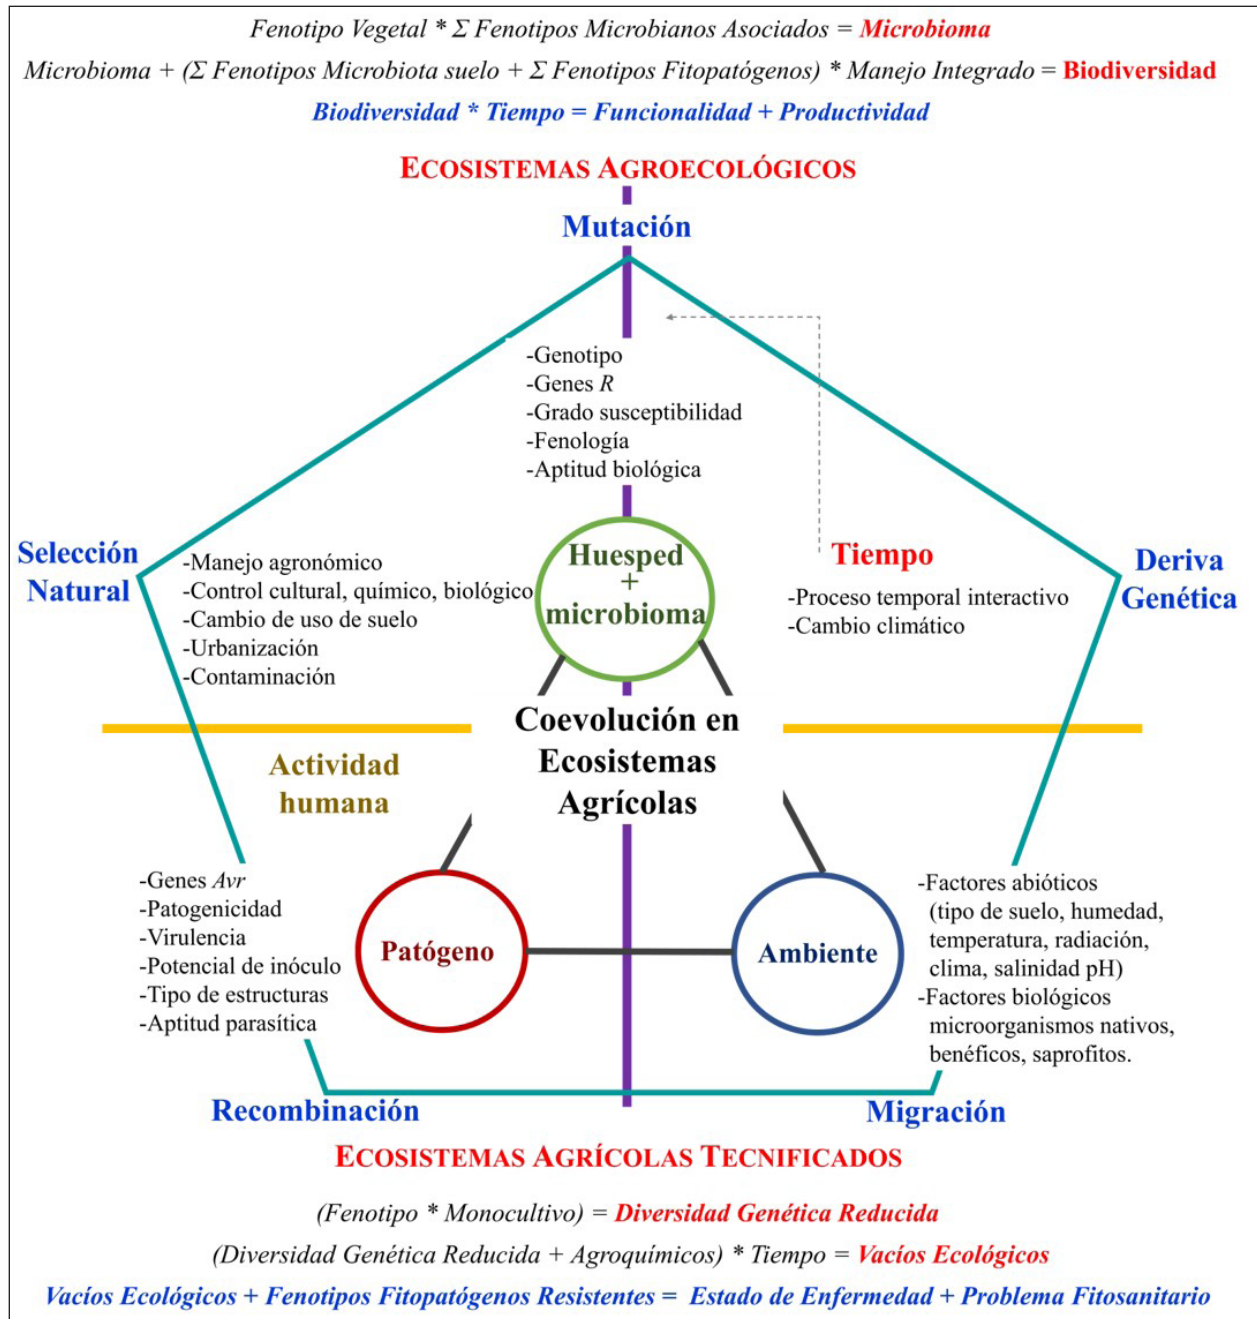 Fenotipo Vegetal * Σ Fenotipos Microbianos Asociados = Microbioma
Microbioma + (Σ Fenotipos Microbiota suelo + Σ Fenotipos Fitopatógenos) * Manejo Integrado = Biodiversidad
Biodiversidad * Tiempo = Funcionalidad + Productividad
ECOSISTEMAS AGROECOLÓGICOS
Mutación
-Genotipo
-Genes R
-Grado susceptibilidad
-Fenología
-Aptitud biológica
Selección
Natural
-Manejo agronómico
-Control cultural, químico, biológico
-Cambio de uso de suelo
-Urbanización
-Contaminación
Huesped
+
microbioma
Tiempo
-Proceso temporal interactivo
-Cambio climático
Deriva
Genética
Coevolución en
Ecosistemas
Agrícolas
Actividad
humana
-Genes Avr
-Patogenicidad
-Virulencia
-Potencial de inóculo
-Tipo de estructuras
-Aptitud parasítica
Patógeno
Ambiente
-Factores abióticos
(tipo de suelo, humedad,
temperatura, radiación,
clima, salinidad pH)
-Factores biológicos
microorganismos nativos,
benéficos, saprofitos.
Recombinación
Migración
ECOSISTEMAS AGRÍCOLAS TECNIFICADOS
(Fenotipo * Monocultivo) = Diversidad Genética Reducida
(Diversidad Genética Reducida + Agroquímicos) * Tiempo = Vacíos Ecológicos
Vacíos Ecológicos + Fenotipos Fitopatógenos Resistentes = Estado de Enfermedad + Problema Fitosanitario